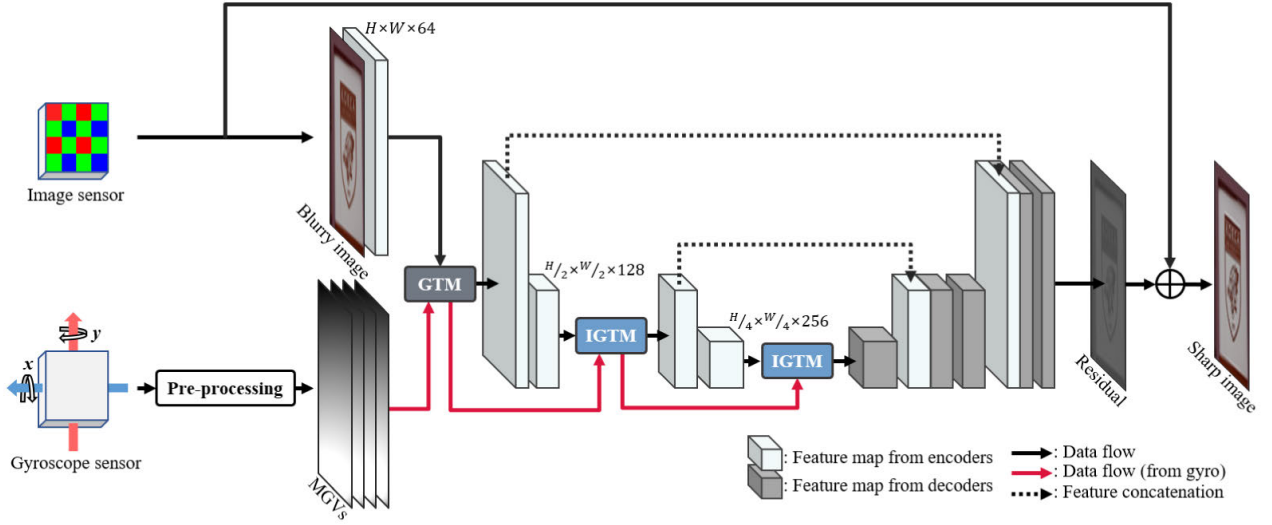 H×W×64
Image sensor
Blurry image
GTM
H/2×W/2×128
IGTM
H/4×W/4×256
IGTM
Residual
Sharp image
y
x
Pre-processing
Gyroscope sensor
MGVs
: Feature map from encoders
: Feature map from decoders
: Data flow
: Data flow (from gyro)
: Feature concatenation